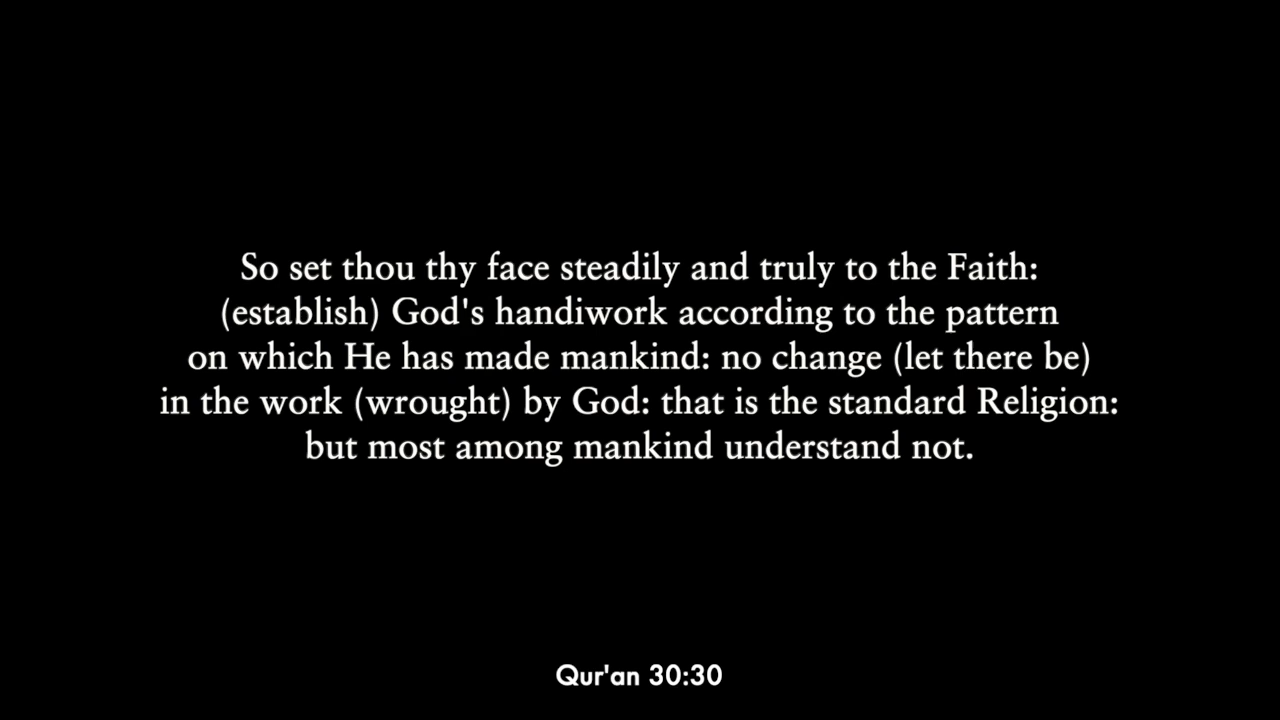 So set thou thy face steadily and truly to the Faith:
(establish) God's handiwork according to the pattern
on which He has made mankind: no change (let there be)
in the work (wrought) by God: that is the standard Religion:
but most among mankind understand not.
Qur'an 30:30